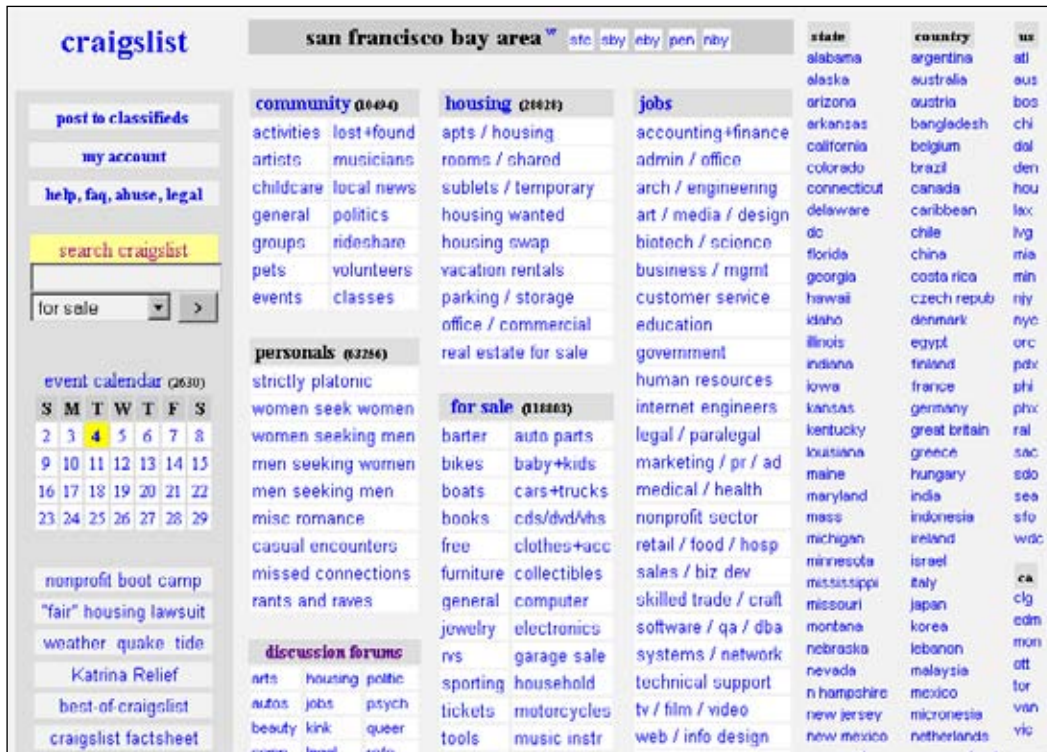 craigslist
post to classifieds
my account
help, faq, abuse, legal
search craigslist
for sale >
event calendar (2630)
S M T W T F S
2 3 4 5 6 7 8
9 10 11 12 13 14 15
16 17 18 19 20 21 22
23 24 25 26 27 28 29
nonprofit boot camp
"fair" housing lawsuit
weather quake tide
Katrina Relief
best-of-craigslist
craigslist factsheet
san francisco bay area w sfc sby eby pen nby
community
activities lost+found
artists musicians
childcare local news
general politics
groups rideshare
pets volunteers
events classes
personals (63256)
strictly platonic
women seek women
women seeking men
men seeking women
men seeking men
misc romance
casual encounters
missed connections
rants and raves
discussion forums
arts housing politic
autos jobs psych
beauty kink queer
housing
apts / housing
rooms / shared
sublets / temporary
housing wanted
housing swap
vacation rentals
parking / storage
office / commercial
real estate for sale
for sale
barter auto parts
bikes baby+kids
boats cars+trucks
books cds/dvd/vhs
free clothes+acc
furniture collectibles
general computer
jewelry electronics
rvs garage sale
sporting household
tickets motorcycles
tools music instr
jobs
accounting+finance
admin / office
arch / engineering
art / media / design
biotech / science
business / mgmt
customer service
education
government
human resources
internet engineers
legal / paralegal
marketing / pr / ad
medical / health
nonprofit sector
retail / food / hosp
sales / biz dev
skilled trade / craft
software / qa / dba
systems / network
technical support
tv / film / video
web / info design
state
alabama
alaska
arizona
arkansas
california
colorado
connecticut
delaware
dc
florida
georgia
hawaii
idaho
illinois
indiana
iowa
kansas
kentucky
louisiana
maine
maryland
mass
michigan
minnesota
mississippi
missouri
montana
nebraska
nevada
n hampshire
new jersey
new mexico
country
argentina
australia
austria
bangladesh
belgium
brazil
canada
caribbean
chile
china
costa rica
czech repub
denmark
egypt
finland
france
germany
great britain
greece
hungary
india
indonesia
ireland
israel
italy
japan
korea
lebanon
malaysia
mexico
micronesia
netherlands
us
atl
aus
bos
chi
dal
den
hou
lax
lvg
mia
min
njy
nyc
orc
pdx
phi
phx
ral
sac
sdo
sea
sfo
wdc
ca
clg
edm
mon
ott
tor
van
vic